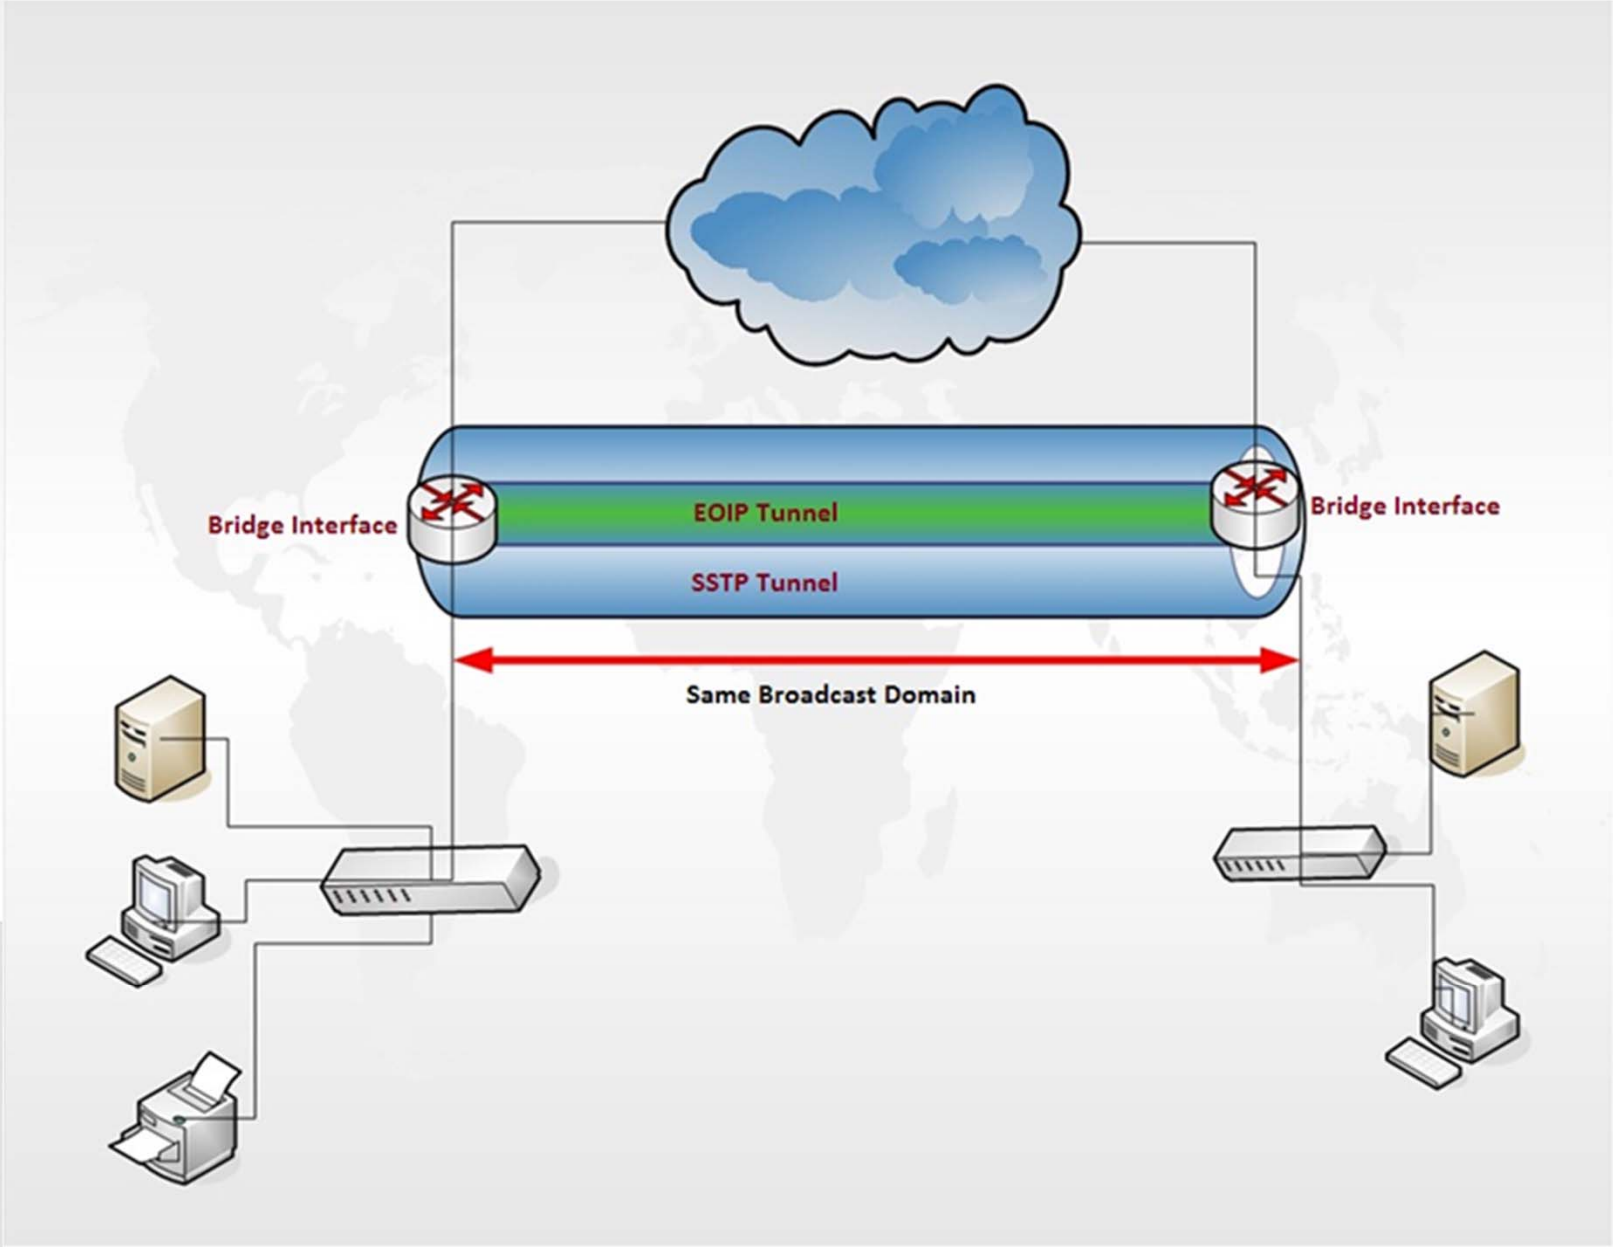 EOIP Tunnel
Bridge Interface
Bridge Interface
SSTP Tunnel
Same Broadcast Domain